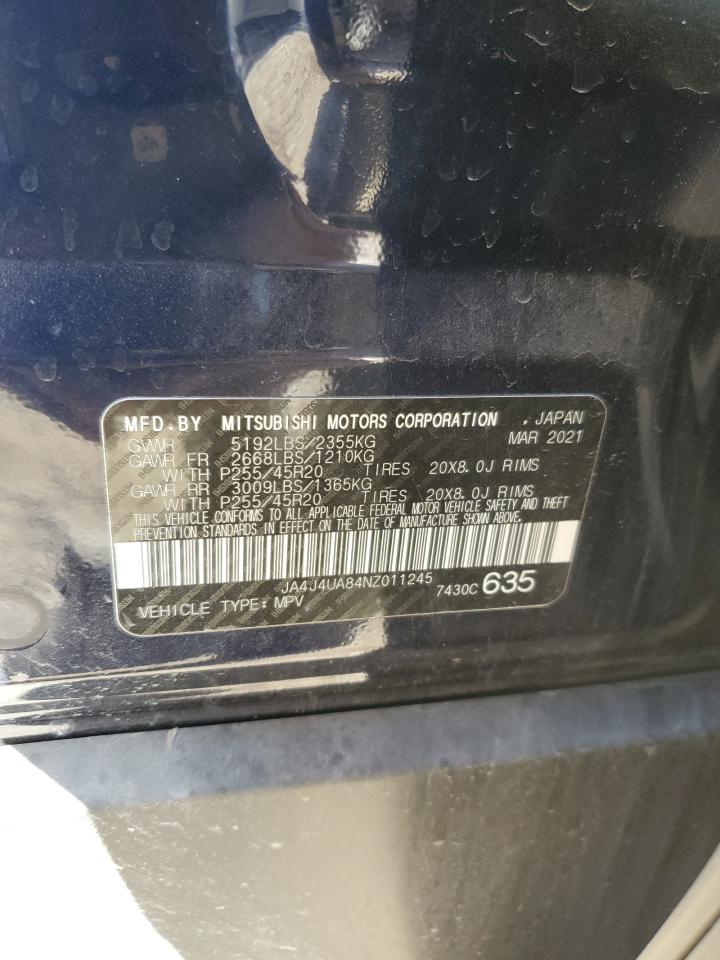 MFD.BY MITSUBISHI MOTORS CORPORATION , JAPAN
GVWR 5192LBS/2355KG MAR 2021
GAWR FR 2668LBS/1210KG
WITH P255/45R20 TIRES 20X8.0J RIMS
GAWR RR 3009LBS/1365KG
WITH P255/45R20 TIRES 20X8.0J RIMS
THIS VEHICLE CONFORMS TO ALL APPLICABLE FEDERAL MOTOR VEHICLE SAFETY AND THEFT
PREVENTION STANDARDS IN EFFECT ON THE DATE OF MANUFACTURE SHOWN ABOVE.
JA4J4UA84NZ011245
7430C 635
VEHICLE TYPE: MPV